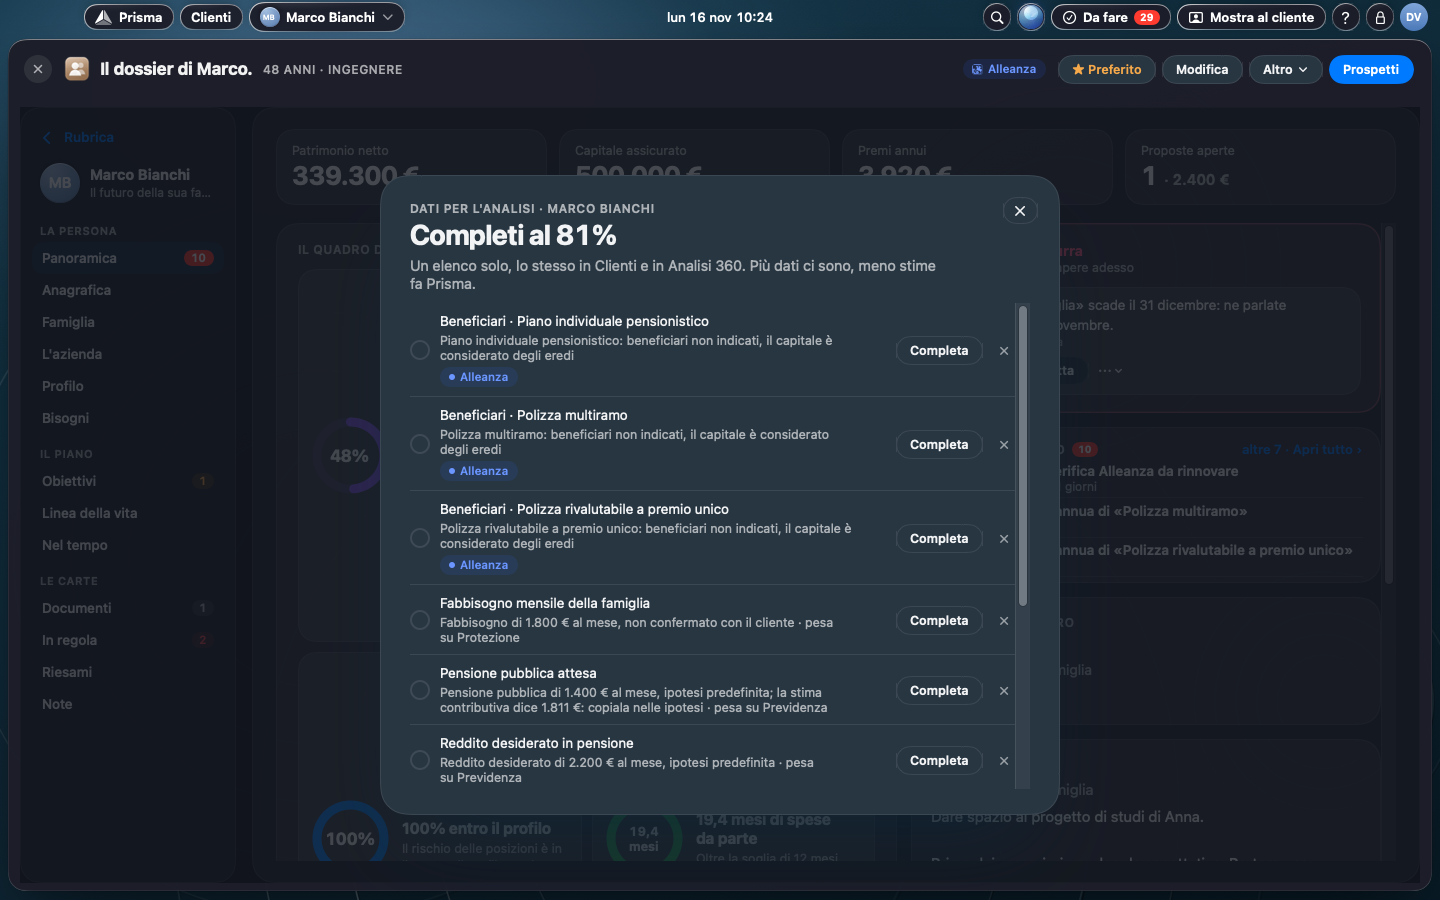 Prisma
Clienti
MB Marco Bianchi
lun 16 nov 10:24
Da fare 29
Mostra al cliente
?
DV
Il dossier di Marco. 48 ANNI · INGEGNERE
Alleanza
Preferito
Modifica
Altro
Prospetti
Rubrica
MB
Marco Bianchi
Il futuro della sua fa...
LA PERSONA
Panoramica 10
Anagrafica
Famiglia
L'azienda
Profilo
Bisogni
IL PIANO
Obiettivi 1
Linea della vita
Nel tempo
LE CARTE
Documenti 1
In regola 2
Riesami
Note
Patrimonio netto
339.300 €
Capitale assicurato
500.000 €
Premi annui
3.920 €
Proposte aperte
1 · 2.400 €
IL QUADRO D
48%
DATI PER L'ANALISI · MARCO BIANCHI
Completi al 81%
Un elenco solo, lo stesso in Clienti e in Analisi 360. Più dati ci sono, meno stime
fa Prisma.
Beneficiari · Piano individuale pensionistico
Piano individuale pensionistico: beneficiari non indicati, il capitale è
considerato degli eredi
Alleanza
Completa
Beneficiari · Polizza multiramo
Polizza multiramo: beneficiari non indicati, il capitale è considerato
degli eredi
Alleanza
Completa
Beneficiari · Polizza rivalutabile a premio unico
Polizza rivalutabile a premio unico: beneficiari non indicati, il capitale è
considerato degli eredi
Alleanza
Completa
Fabbisogno mensile della famiglia
Fabbisogno di 1.800 € al mese, non confermato con il cliente · pesa
su Protezione
Completa
Pensione pubblica attesa
Pensione pubblica di 1.400 € al mese, ipotesi predefinita; la stima
contributiva dice 1.811 €: copiala nelle ipotesi · pesa su Previdenza
Completa
Reddito desiderato in pensione
Reddito desiderato di 2.200 € al mese, ipotesi predefinita · pesa
su Previdenza
Completa
rra
pere adesso
glia» scade il 31 dicembre: ne parlate
ovembre.
tta
O 10 altre 7 · Apri tutto ›
erifica Alleanza da rinnovare
giorni
nnua di «Polizza multiramo»
nnua di «Polizza rivalutabile a premio unico»
RO
niglia
niglia
Dare spazio al progetto di studi di Anna.
100%
100% entro il profilo
Il rischio delle posizioni è in
19,4
mesi
19,4 mesi di spese
da parte
Oltre la soglia di 12 mesi